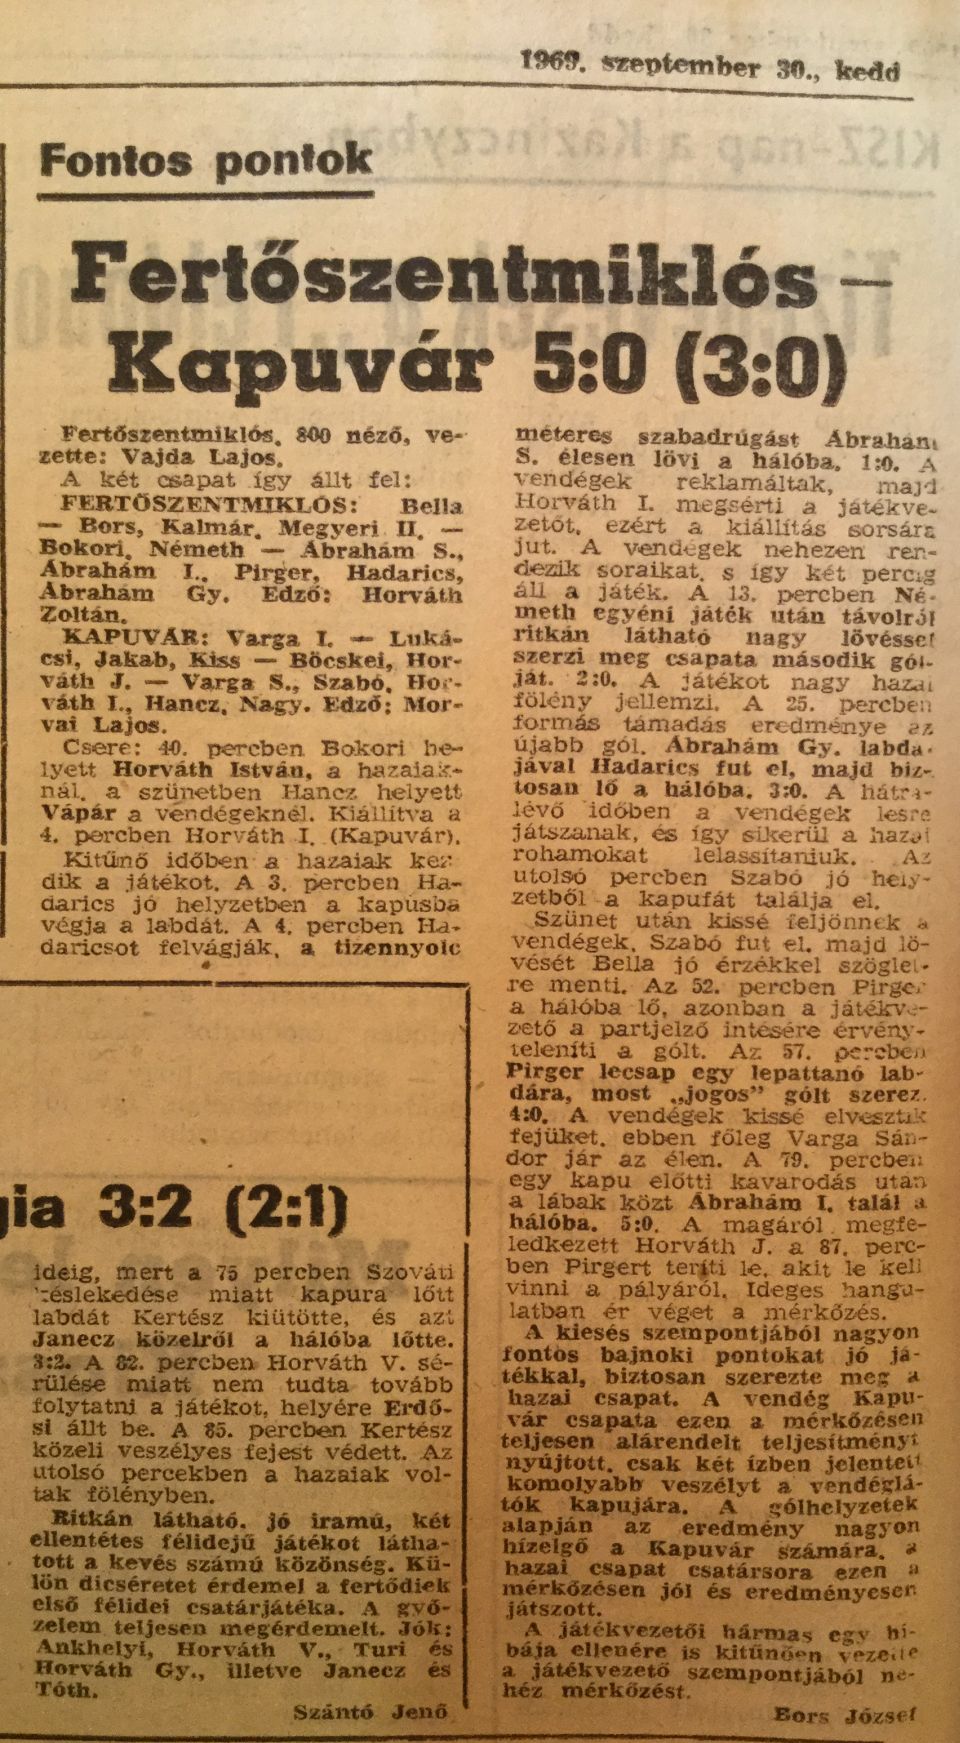 1969. szeptember 30., kedd
Fontos pontok
Fertőszentmiklós —
Kapuvár 5:0 (3:0)
Fertőszentmiklós, 800 néző, ve-
zette: Vajda Lajos.
A két csapat így állt fel:
FERTŐSZENTMIKLÓS: Bella
— Bors, Kalmár, Megyeri II. —
Bokori, Németh — Ábrahám S.,
Ábrahám I., Pirger, Hadarics,
Ábrahám Gy. Edző: Horváth
Zoltán.
KAPUVÁR: Varga I. — Luká-
csi, Jakab, Kiss — Böcskei, Hor-
váth J. — Varga S., Szabó, Hor-
váth I., Hancz, Nagy. Edző: Mor-
vai Lajos.
Csere: 40. percben Bokori he-
lyett Horváth István, a hazaiak-
nál, a szünetben Hancz helyett
Vápár a vendégeknél. Kiállítva a
4. percben Horváth I. (Kapuvár).
Kitűnő időben a hazaiak kez-
dik a játékot. A 3. percben Ha-
darics jó helyzetben a kapusba
végja a labdát. A 4. percben Ha-
daricsot felvágják, a tizennyolc
méteres szabadrúgást Ábrahám
S. élesen lövi a hálóba. 1:0. A
vendégek reklamáltak, majd
Horváth I. megsérti a játékve-
zetőt, ezért a kiállítás sorsára
jut. A vendégek nehezen ren-
dezik soraikat, s így két percig
áll a játék. A 13. percben Né-
meth egyéni játék után távolról
ritkán látható nagy lövéssel
szerzi meg csapata második gól-
ját. 2:0. A játékot nagy hazai
fölény jellemzi. A 25. percben
formás támadás eredménye az
újabb gól. Ábrahám Gy. labda-
jával Hadarics fut el, majd biz-
tosan lő a hálóba. 3:0. A hátra-
lévő időben a vendégek lesre
játszanak, és így sikerül a hazai
rohamokat lelassítaniuk. Az
utolsó percben Szabó jó hely-
zetből a kapufát találja el.
Szünet után kissé feljönnek a
vendégek. Szabó fut el, majd lö-
vését Bella jó érzékkel szöglet-
re menti. Az 52. percben Pirger
a hálóba lő, azonban a játékve-
zető a partjelző intésére érvény-
teleníti a gólt. Az 57. percben
Pirger lecsap egy lepattanó lab-
dára, most „jogos” gólt szerez.
4:0. A vendégek kissé elvesztik
fejüket, ebben főleg Varga Sán-
dor jár az élen. A 79. percben
egy kapu előtti kavarodás után
a lábak közt Ábrahám I. talál a
hálóba. 5:0. A magáról megfe-
ledkezett Horváth J. a 87. perc-
ben Pirgert teríti le, akit le kell
vinni a pályáról. Ideges hangu-
latban ér véget a mérkőzés.
A kiesés szempontjából nagyon
fontos bajnoki pontokat jó já-
tékkal, biztosan szerezte meg a
hazai csapat. A vendég Kapu-
vár csapata ezen a mérkőzésen
teljesen alárendelt teljesítményt
nyújtott, csak két ízben jelentett
komolyabb veszélyt a vendéglá-
tók kapujára. A gólhelyzetek
alapján az eredmény nagyon
hízelgő a Kapuvár számára, a
hazai csapat csatársora ezen a
mérkőzésen jól és eredményesen
játszott.
A játékvezetői hármas egy hi-
bája ellenére is kitűnően vezette
a játékvezető szempontjából ne-
héz mérkőzést.
Bors József
gia 3:2 (2:1)
ideig, mert a 75 percben Szováti
késlekedése miatt kapura lőtt
labdát Kertész kiütötte, és azt
Janecz közelről a hálóba lőtte.
3:2. A 82. percben Horváth V. sé-
rülése miatt nem tudta tovább
folytatni a játékot, helyére Erdő-
si állt be. A 85. percben Kertész
közeli veszélyes fejest védett. Az
utolsó percekben a hazaiak vol-
tak fölényben.
Ritkán látható, jó iramú, két
ellentétes félidejű játékot látha-
tott a kevés számú közönség. Kü-
lön dicséretet érdemel a fertődiek
első félidei csatárjátéka. A győ-
zelem teljesen megérdemelt. Jók:
Ankhelyi, Horváth V., Turi és
Horváth Gy., illetve Janecz és
Tóth.
Szántó Jenő